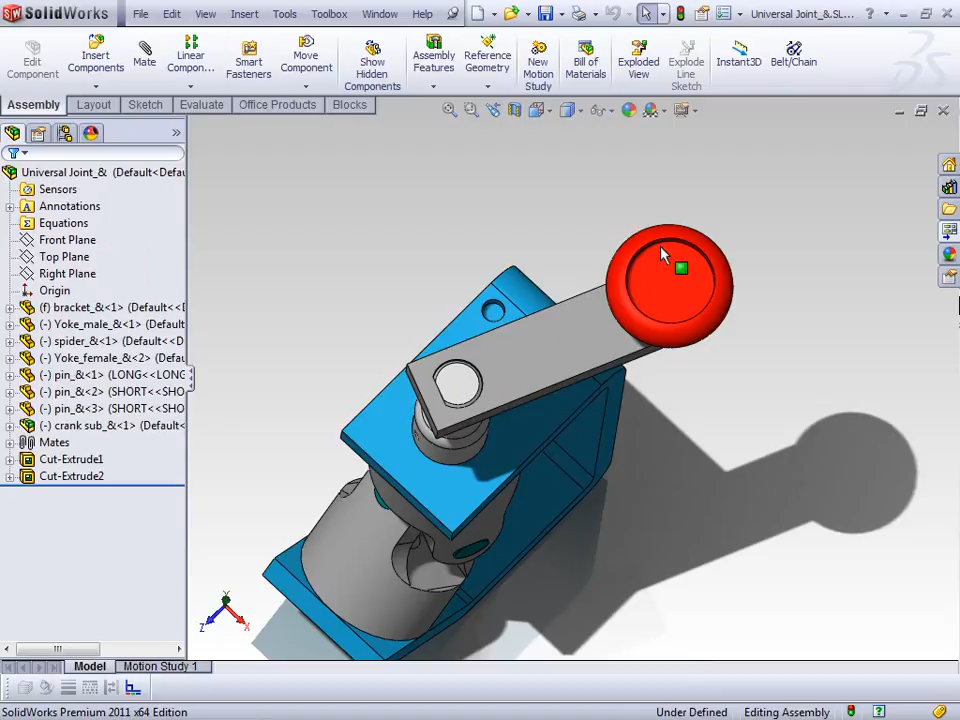 SolidWorks File Edit View Insert Tools Toolbox Window Help Universal Joint_&.SL...
Edit Component
Insert Components
Mate
Linear Compon...
Smart Fasteners
Move Component
Show Hidden Components
Assembly Features
Reference Geometry
New Motion Study
Bill of Materials
Exploded View
Explode Line Sketch
Instant3D
Belt/Chain
Assembly Layout Sketch Evaluate Office Products Blocks
Universal Joint_& (Default<Defau
Sensors
Annotations
Equations
Front Plane
Top Plane
Right Plane
Origin
(f) bracket_&<1> (Default<
(-) Yoke_male_&<1> (Default
(-) spider_&<1> (Default<<D
(-) Yoke_female_&<2> (Defau
(-) pin_&<1> (LONG<<LONG
(-) pin_&<2> (SHORT<<SHO
(-) pin_&<3> (SHORT<<SHO
(-) crank sub_&<1> (Default<
Mates
Cut-Extrude1
Cut-Extrude2
Y
Z
X
Model Motion Study 1
SolidWorks Premium 2011 x64 Edition Under Defined Editing Assembly